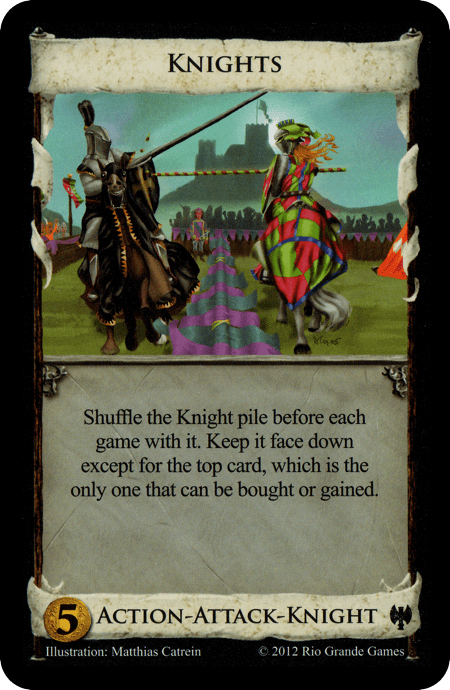 Knights
Shuffle the Knight pile before each
game with it. Keep it face down
except for the top card, which is the
only one that can be bought or gained.
5 Action-Attack-Knight
Illustration: Matthias Catrein © 2012 Rio Grande Games